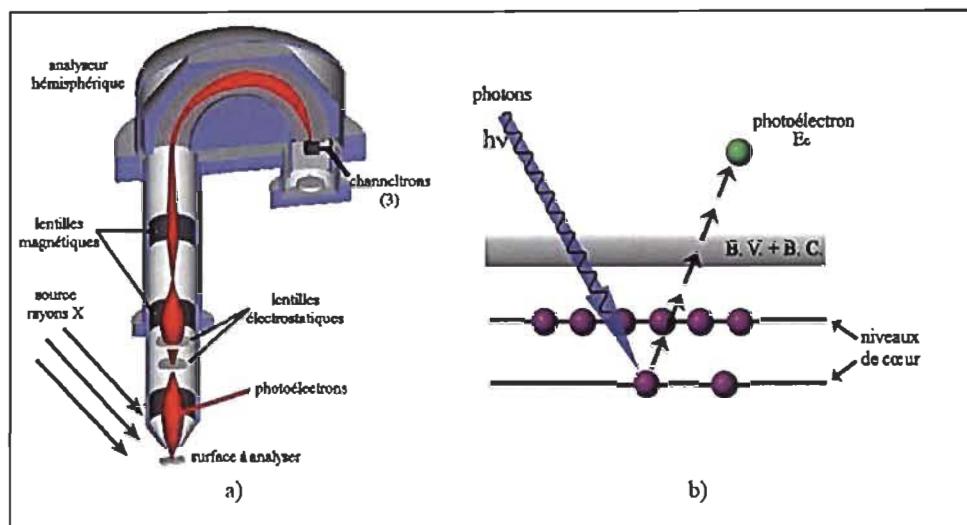 analyseur
hémisphérique
channeltrons
(3)
lentilles
magnétiques
source
rayons X
lentilles
électrostatiques
photoélectrons
surface à analyser
a)
photons
hν
photoélectron
Ec
B. V. + B. C.
niveaux
de cœur
b)